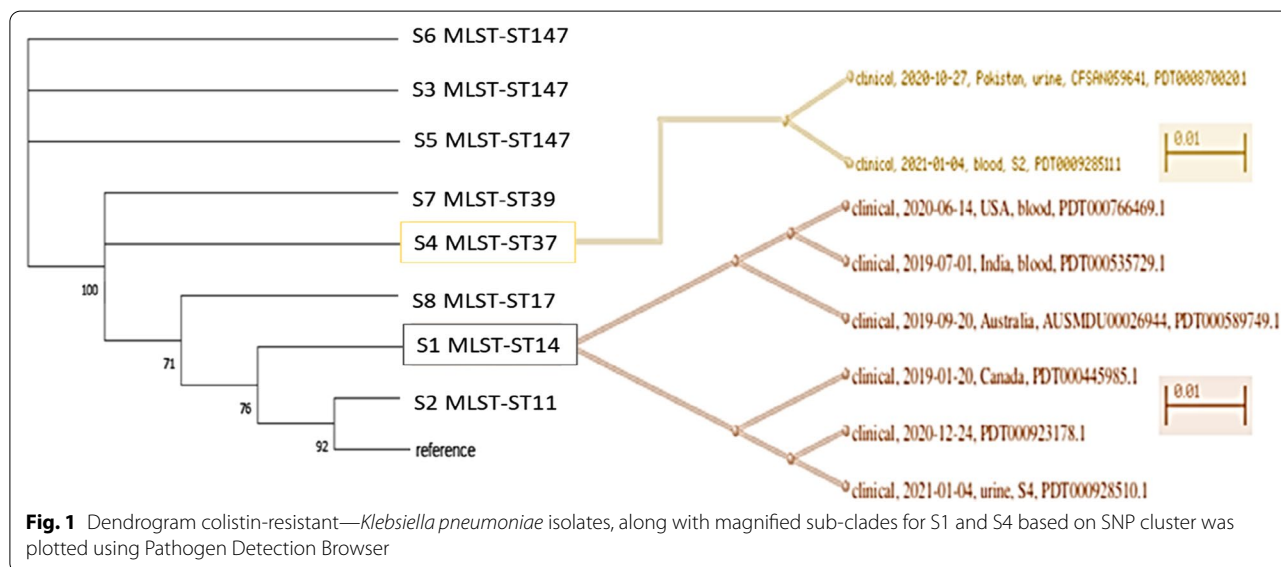 S6 MLST-ST147
S3 MLST-ST147
S5 MLST-ST147
S7 MLST-ST39
S4 MLST-ST37
S8 MLST-ST17
S1 MLST-ST14
S2 MLST-ST11
reference
100
71
76
92
clinical, 2020-10-27, Pakistan, urine, CFSAN059641, PDT0008700201
clinical, 2021-01-04, blood, S2, PDT0009285111
0.01
clinical, 2020-06-14, USA, blood, PDT000766469.1
clinical, 2019-07-01, India, blood, PDT000535729.1
clinical, 2019-09-20, Australia, AUSMDU00026944, PDT000589749.1
clinical, 2019-01-20, Canada, PDT000445985.1
0.01
clinical, 2020-12-24, PDT000923178.1
clinical, 2021-01-04, urine, S4, PDT000928510.1
Fig. 1 Dendrogram colistin-resistant—Klebsiella pneumoniae isolates, along with magnified sub-clades for S1 and S4 based on SNP cluster was
plotted using Pathogen Detection Browser